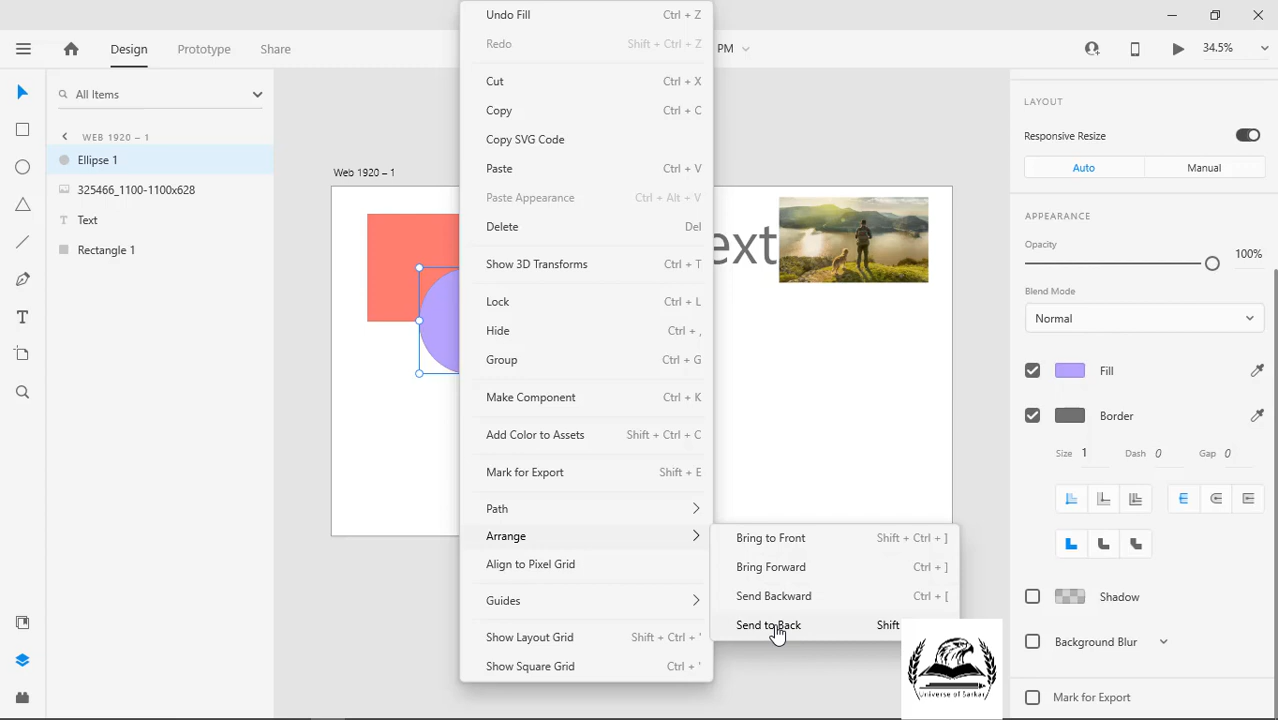 Design
Prototype
Share
PM
34.5%
All Items
WEB 1920 – 1
Ellipse 1
325466_1100-1100x628
Text
Rectangle 1
Web 1920 – 1
ext
Undo Fill Ctrl + Z
Redo Shift + Ctrl + Z
Cut Ctrl + X
Copy Ctrl + C
Copy SVG Code
Paste Ctrl + V
Paste Appearance Ctrl + Alt + V
Delete Del
Show 3D Transforms Ctrl + T
Lock Ctrl + L
Hide Ctrl + ,
Group Ctrl + G
Make Component Ctrl + K
Add Color to Assets Shift + Ctrl + C
Mark for Export Shift + E
Path
Arrange
Align to Pixel Grid
Guides
Show Layout Grid Shift + Ctrl + '
Show Square Grid Ctrl + '
Bring to Front Shift + Ctrl + ]
Bring Forward Ctrl + ]
Send Backward Ctrl + [
Send to Back Shift
LAYOUT
Responsive Resize
Auto Manual
APPEARANCE
Opacity
100%
Blend Mode
Normal
Fill
Border
Size 1 Dash 0 Gap 0
Shadow
Background Blur
Mark for Export
Universe of Sarkar